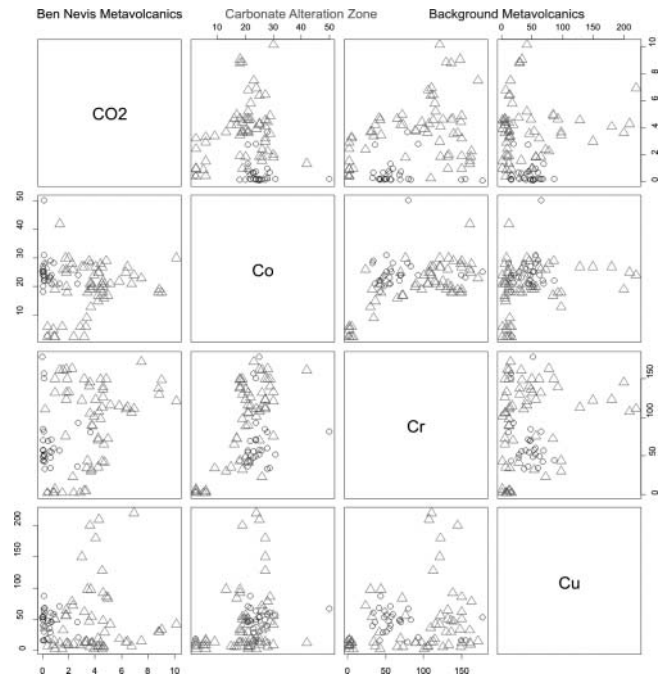 Ben Nevis Metavolcanics Carbonate Alteration Zone Background Metavolcanics
10 20 30 40 50 0 50 100 150 200
CO2
0 2 4 6 8 10
10 20 30 40 50
Co
Cr
0 50 100 150
0 50 100 150 200
Cu
0 2 4 6 8 10 0 50 100 150